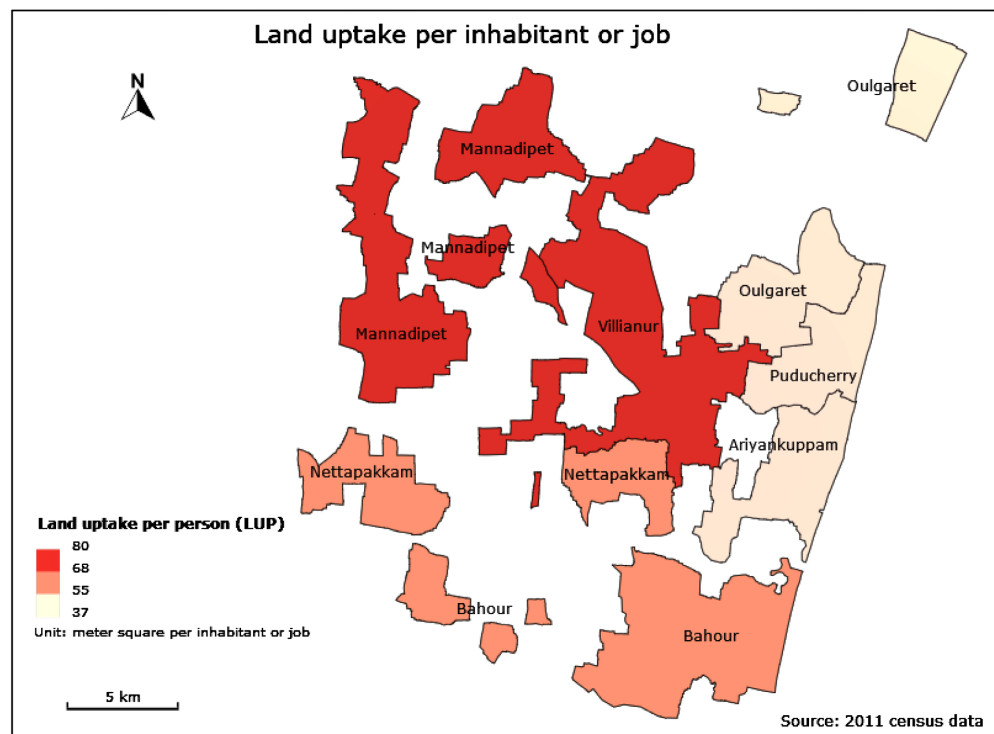 Land uptake per inhabitant or job
N
Oulgaret
Mannadipet
Mannadipet
Oulgaret
Mannadipet
Villianur
Puducherry
Ariyankuppam
Nettapakkam
Nettapakkam
Land uptake per person (LUP)
80
68
55
37
Unit: meter square per inhabitant or job
Bahour
Bahour
5 km
Source: 2011 census data